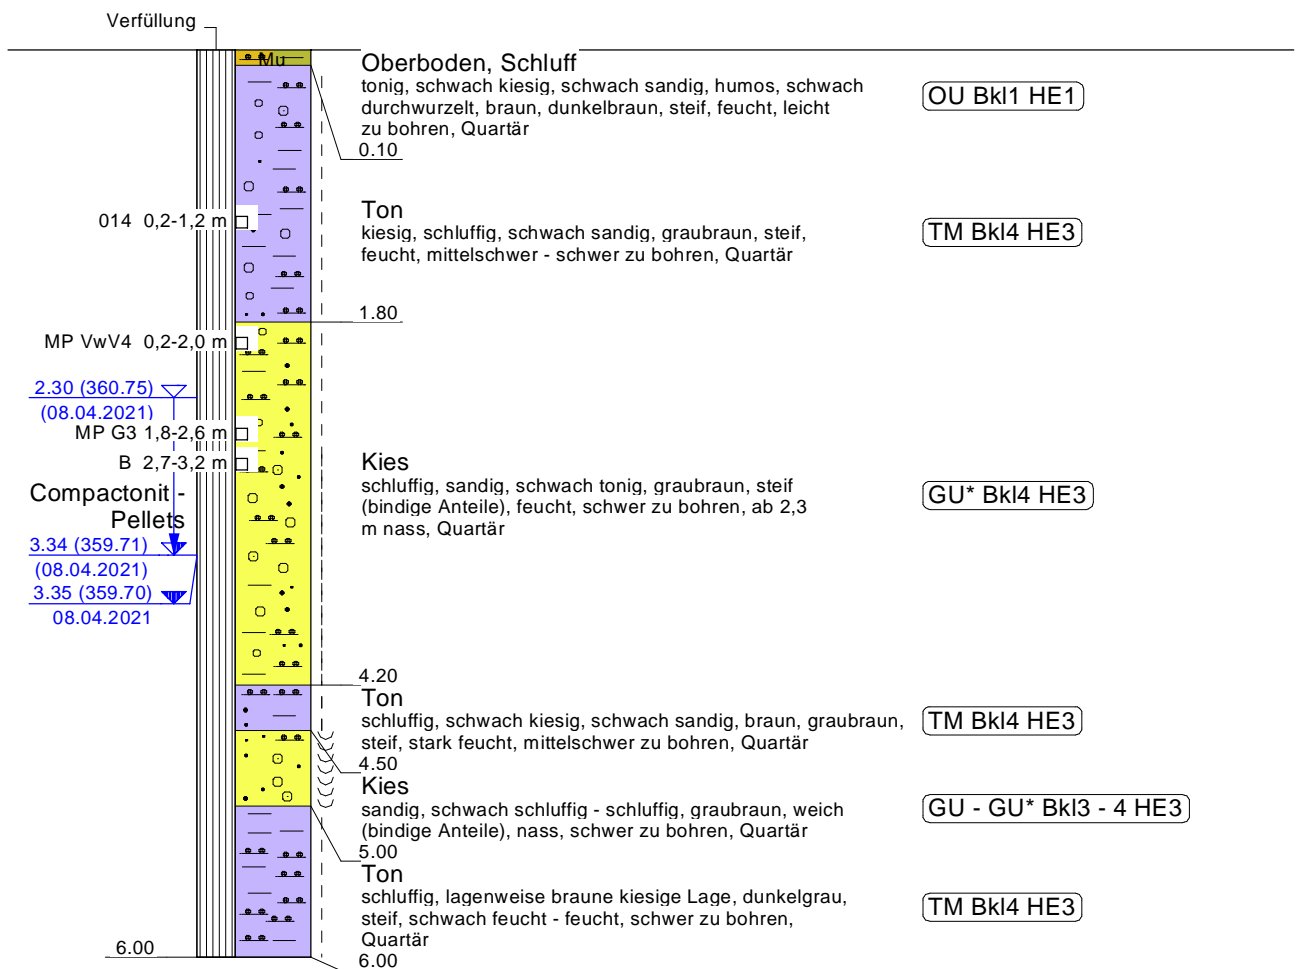 Verfüllung
Mu
Oberboden, Schluff
tonig, schwach kiesig, schwach sandig, humos, schwach
durchwurzelt, braun, dunkelbraun, steif, feucht, leicht
zu bohren, Quartär
0.10
OU Bkl1 HE1
014 0,2-1,2 m
Ton
kiesig, schluffig, schwach sandig, graubraun, steif,
feucht, mittelschwer - schwer zu bohren, Quartär
1.80
TM Bkl4 HE3
MP VwV4 0,2-2,0 m
2.30 (360.75)
(08.04.2021)
MP G3 1,8-2,6 m
B 2,7-3,2 m
Compactonit -
Pellets
3.34 (359.71)
(08.04.2021)
3.35 (359.70)
08.04.2021
Kies
schluffig, sandig, schwach tonig, graubraun, steif
(bindige Anteile), feucht, schwer zu bohren, ab 2,3
m nass, Quartär
4.20
GU* Bkl4 HE3
Ton
schluffig, schwach kiesig, schwach sandig, braun, graubraun,
steif, stark feucht, mittelschwer zu bohren, Quartär
4.50
TM Bkl4 HE3
Kies
sandig, schwach schluffig - schluffig, graubraun, weich
(bindige Anteile), nass, schwer zu bohren, Quartär
5.00
GU - GU* Bkl3 - 4 HE3
Ton
schluffig, lagenweise braune kiesige Lage, dunkelgrau,
steif, schwach feucht - feucht, schwer zu bohren,
Quartär
6.00
TM Bkl4 HE3
6.00